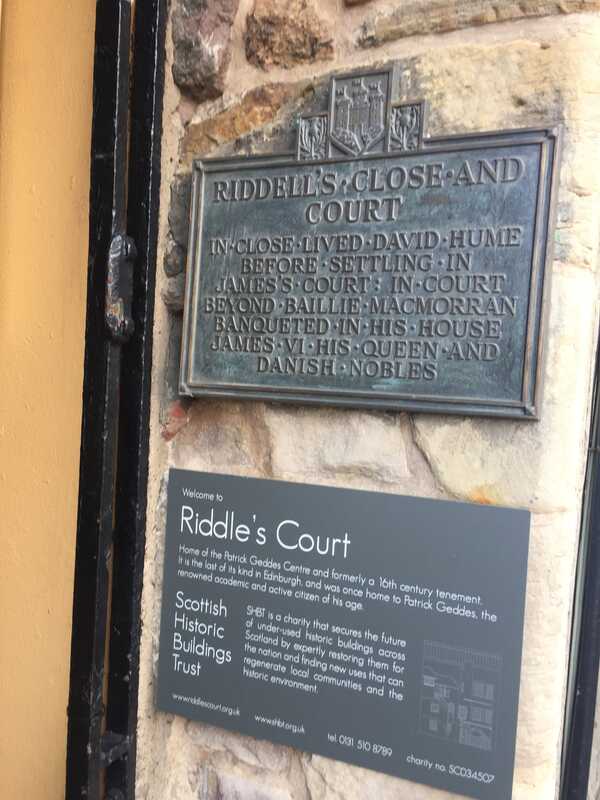 RIDDELL'S·CLOSE·AND
COURT
IN·CLOSE·LIVED·DAVID·HUME
BEFORE·SETTLING·IN
JAMES'S·COURT: IN·COURT
BEYOND·BAILLIE·MACMORRAN
BANQUETED·IN·HIS·HOUSE
JAMES·VI·HIS·QUEEN·AND
DANISH·NOBLES
Welcome to
Riddle's Court
Home of the Patrick Geddes Centre and formerly a 16th century tenement.
It is the last of its kind in Edinburgh, and was once home to Patrick Geddes, the
renowned academic and active citizen of his age.
Scottish
Historic
Buildings
Trust
SHBT is a charity that secures the future
of under-used historic buildings across
Scotland by expertly restoring them for
the nation and finding new uses that can
regenerate local communities and the
historic environment.
www.riddlescourt.org.uk www.shbt.org.uk tel. 0131 510 8789 charity no. SC034507